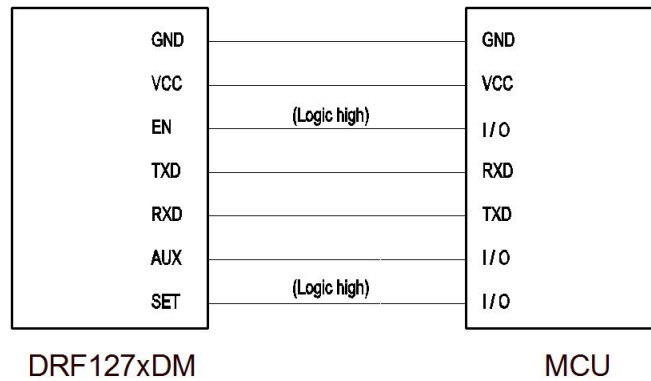 GND GND
VCC VCC
EN (Logic high) I/O
TXD RXD
RXD TXD
AUX I/O
SET (Logic high) I/O
DRF127xDM MCU